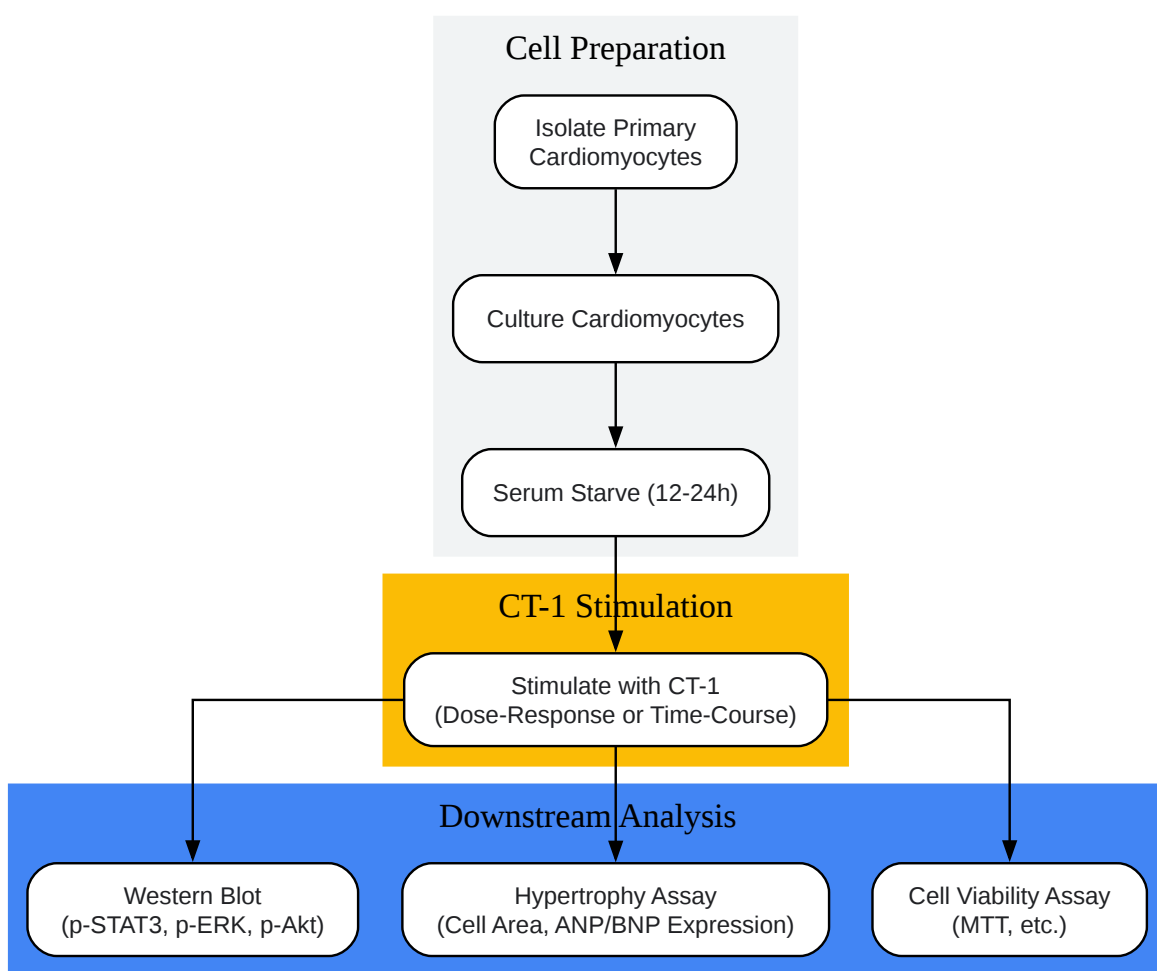 Cell Preparation
Isolate Primary
Cardiomyocytes
Culture Cardiomyocytes
Serum Starve (12-24h)
CT-1 Stimulation
Stimulate with CT-1
(Dose-Response or Time-Course)
Downstream Analysis
Western Blot
(p-STAT3, p-ERK, p-Akt)
Hypertrophy Assay
(Cell Area, ANP/BNP Expression)
Cell Viability Assay
(MTT, etc.)